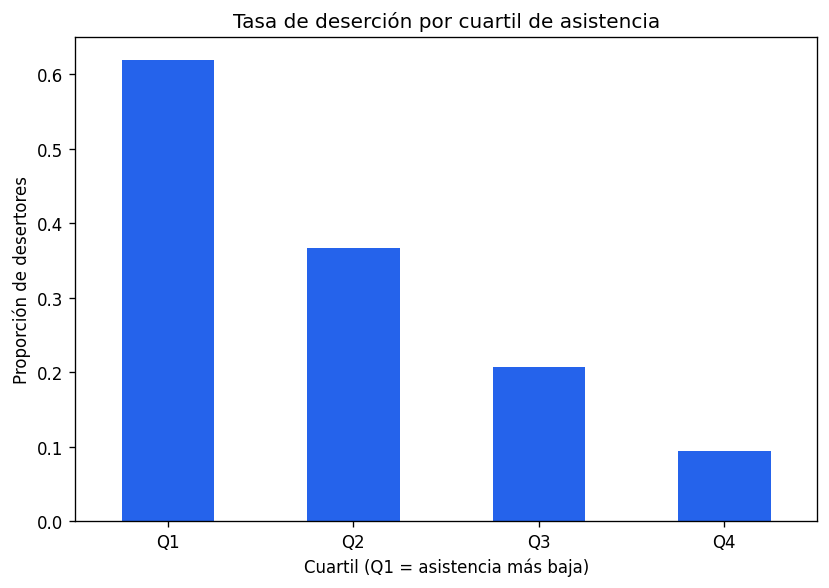 Tasa de deserción por cuartil de asistencia
Proporción de desertores
0.6
0.5
0.4
0.3
0.2
0.1
0.0
Q1 Q2 Q3 Q4
Cuartil (Q1 = asistencia más baja)